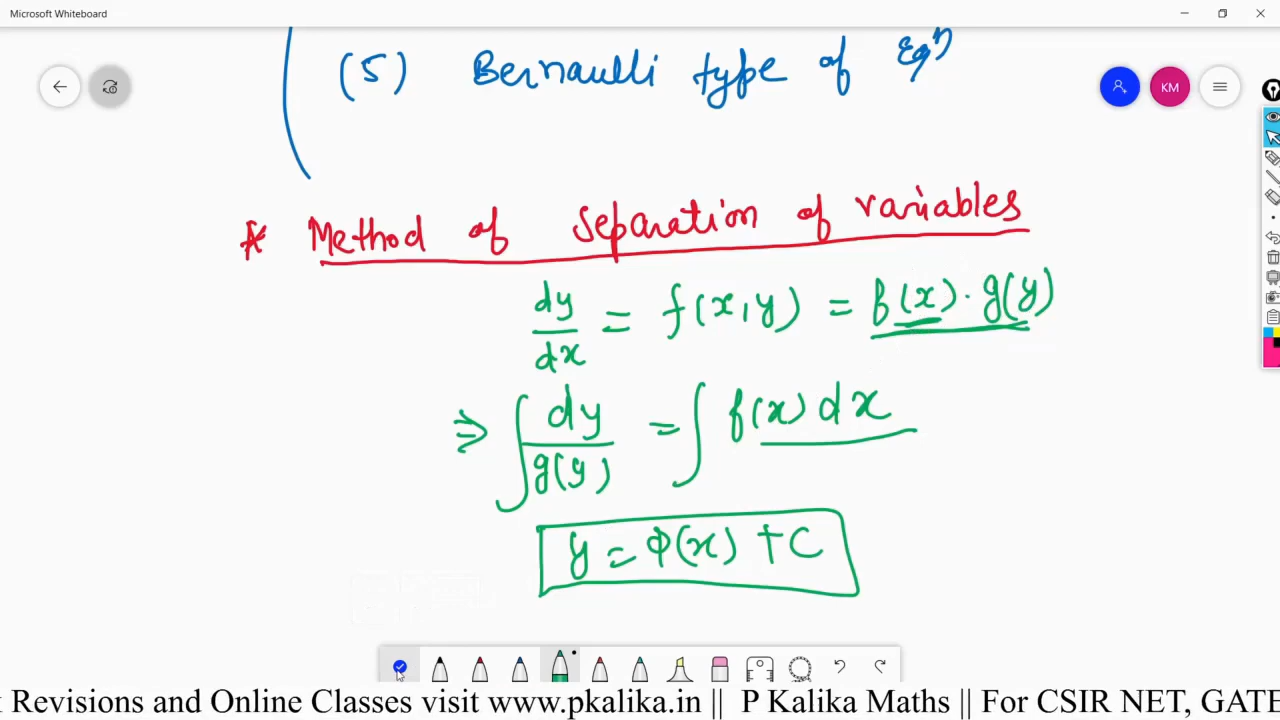 Microsoft Whiteboard
(5) Bernaulli type of Eqⁿ
KM
* Method of Separation of variables
dy/dx = f(x,y) = f(x)·g(y)
⇒ ∫ dy/g(y) = ∫ f(x) dx
y = φ(x) + C
k Revisions and Online Classes visit www.pkalika.in || P Kalika Maths || For CSIR NET, GATE